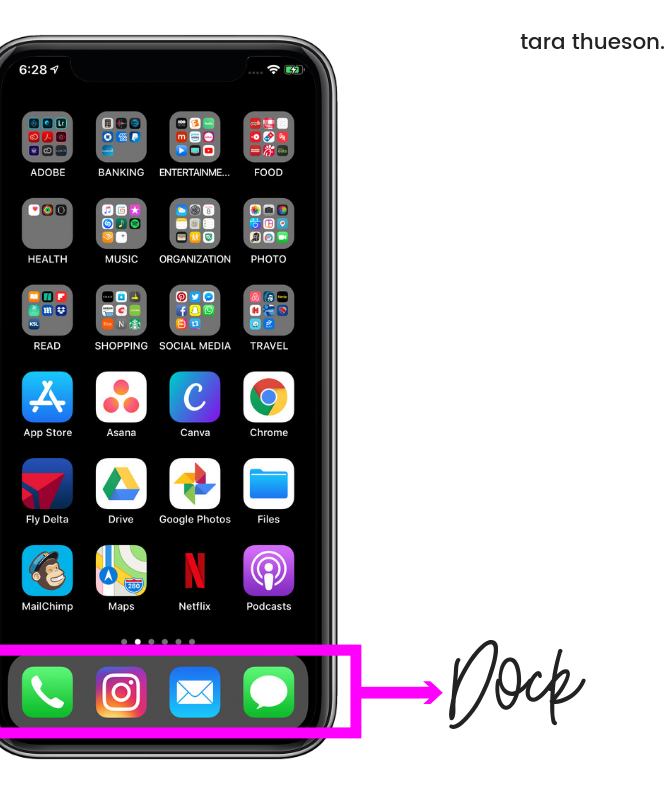 tara thueson.
6:28
ADOBE BANKING ENTERTAINME... FOOD
HEALTH MUSIC ORGANIZATION PHOTO
READ SHOPPING SOCIAL MEDIA TRAVEL
App Store Asana Canva Chrome
Fly Delta Drive Google Photos Files
280
MailChimp Maps Netflix Podcasts
Dock